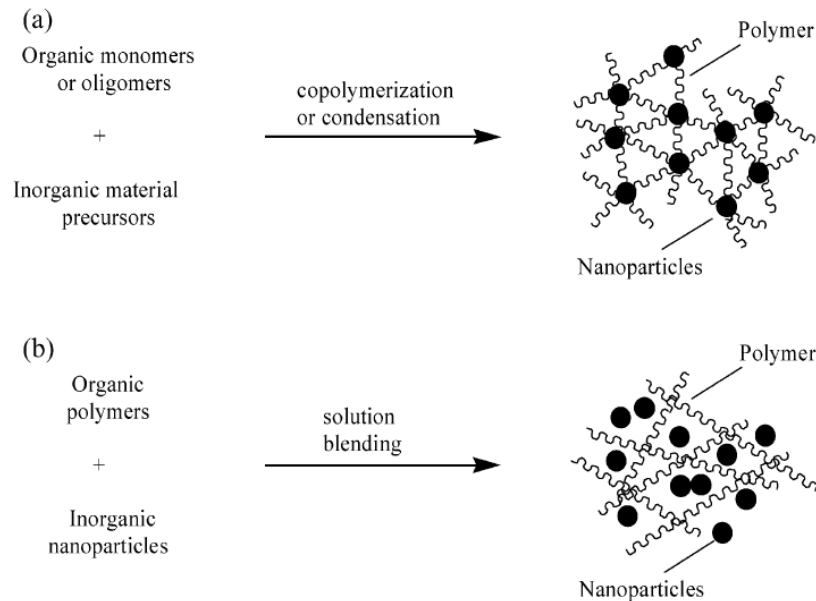 (a)
Organic monomers
or oligomers
+
Inorganic material
precursors
copolymerization
or condensation
Polymer
Nanoparticles
(b)
Organic
polymers
+
Inorganic
nanoparticles
solution
blending
Polymer
Nanoparticles